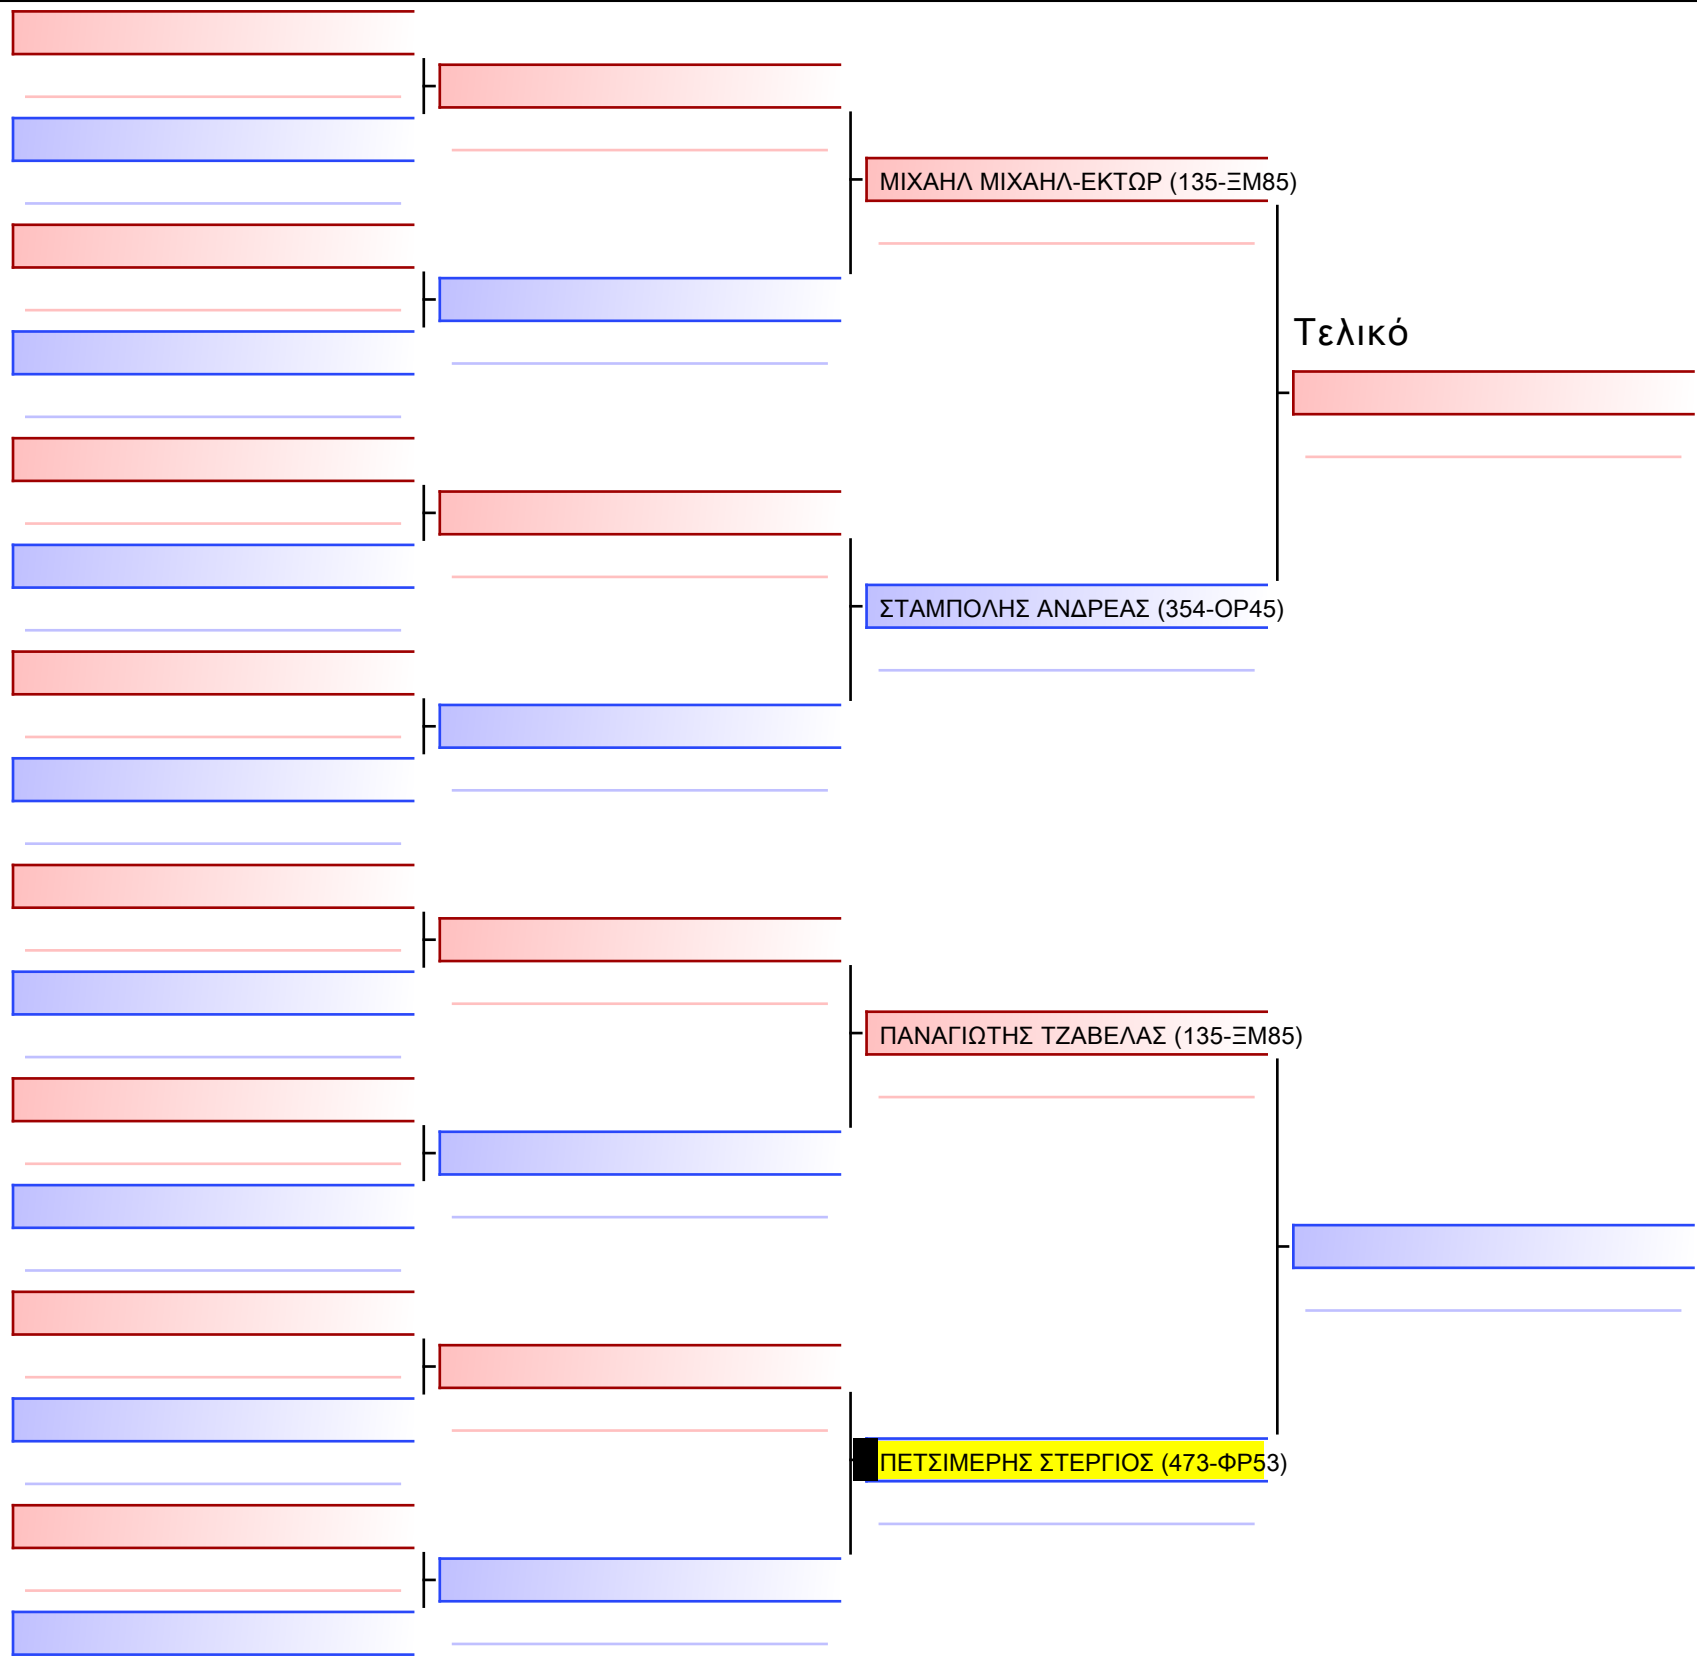 ΜΙΧΑΗΛ ΜΙΧΑΗΛ-ΕΚΤΩΡ (135-ΞΜ85)
Τελικό
ΣΤΑΜΠΟΛΗΣ ΑΝΔΡΕΑΣ (354-ΟΡ45)
ΠΑΝΑΓΙΩΤΗΣ ΤΖΑΒΕΛΑΣ (135-ΞΜ85)
ΠΕΤΣΙΜΕΡΗΣ ΣΤΕΡΓΙΟΣ (473-ΦΡ53)